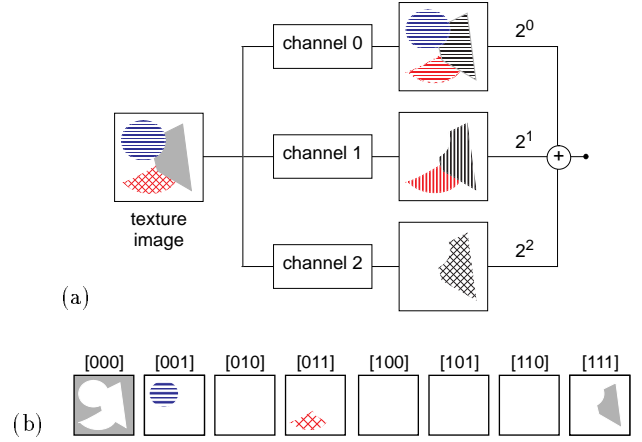 channel 0
2^0
channel 1
2^1
+
texture
image
channel 2
2^2
(a)
[000] [001] [010] [011] [100] [101] [110] [111]
(b)